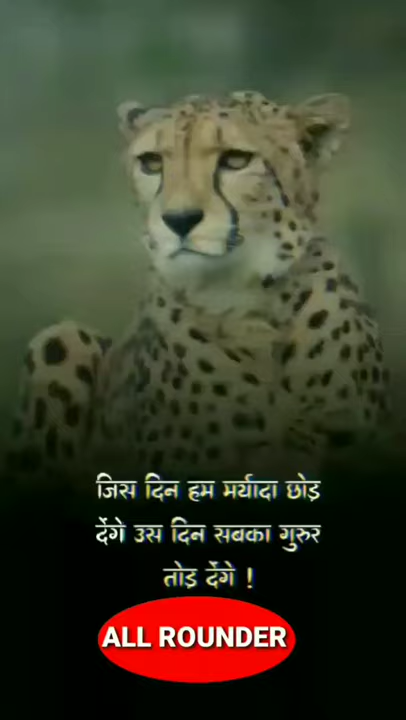 जिस दिन हम मर्यादा छोड़
देंगे उस दिन सबका गुरुर
तोड़ देंगे !
ALL ROUNDER